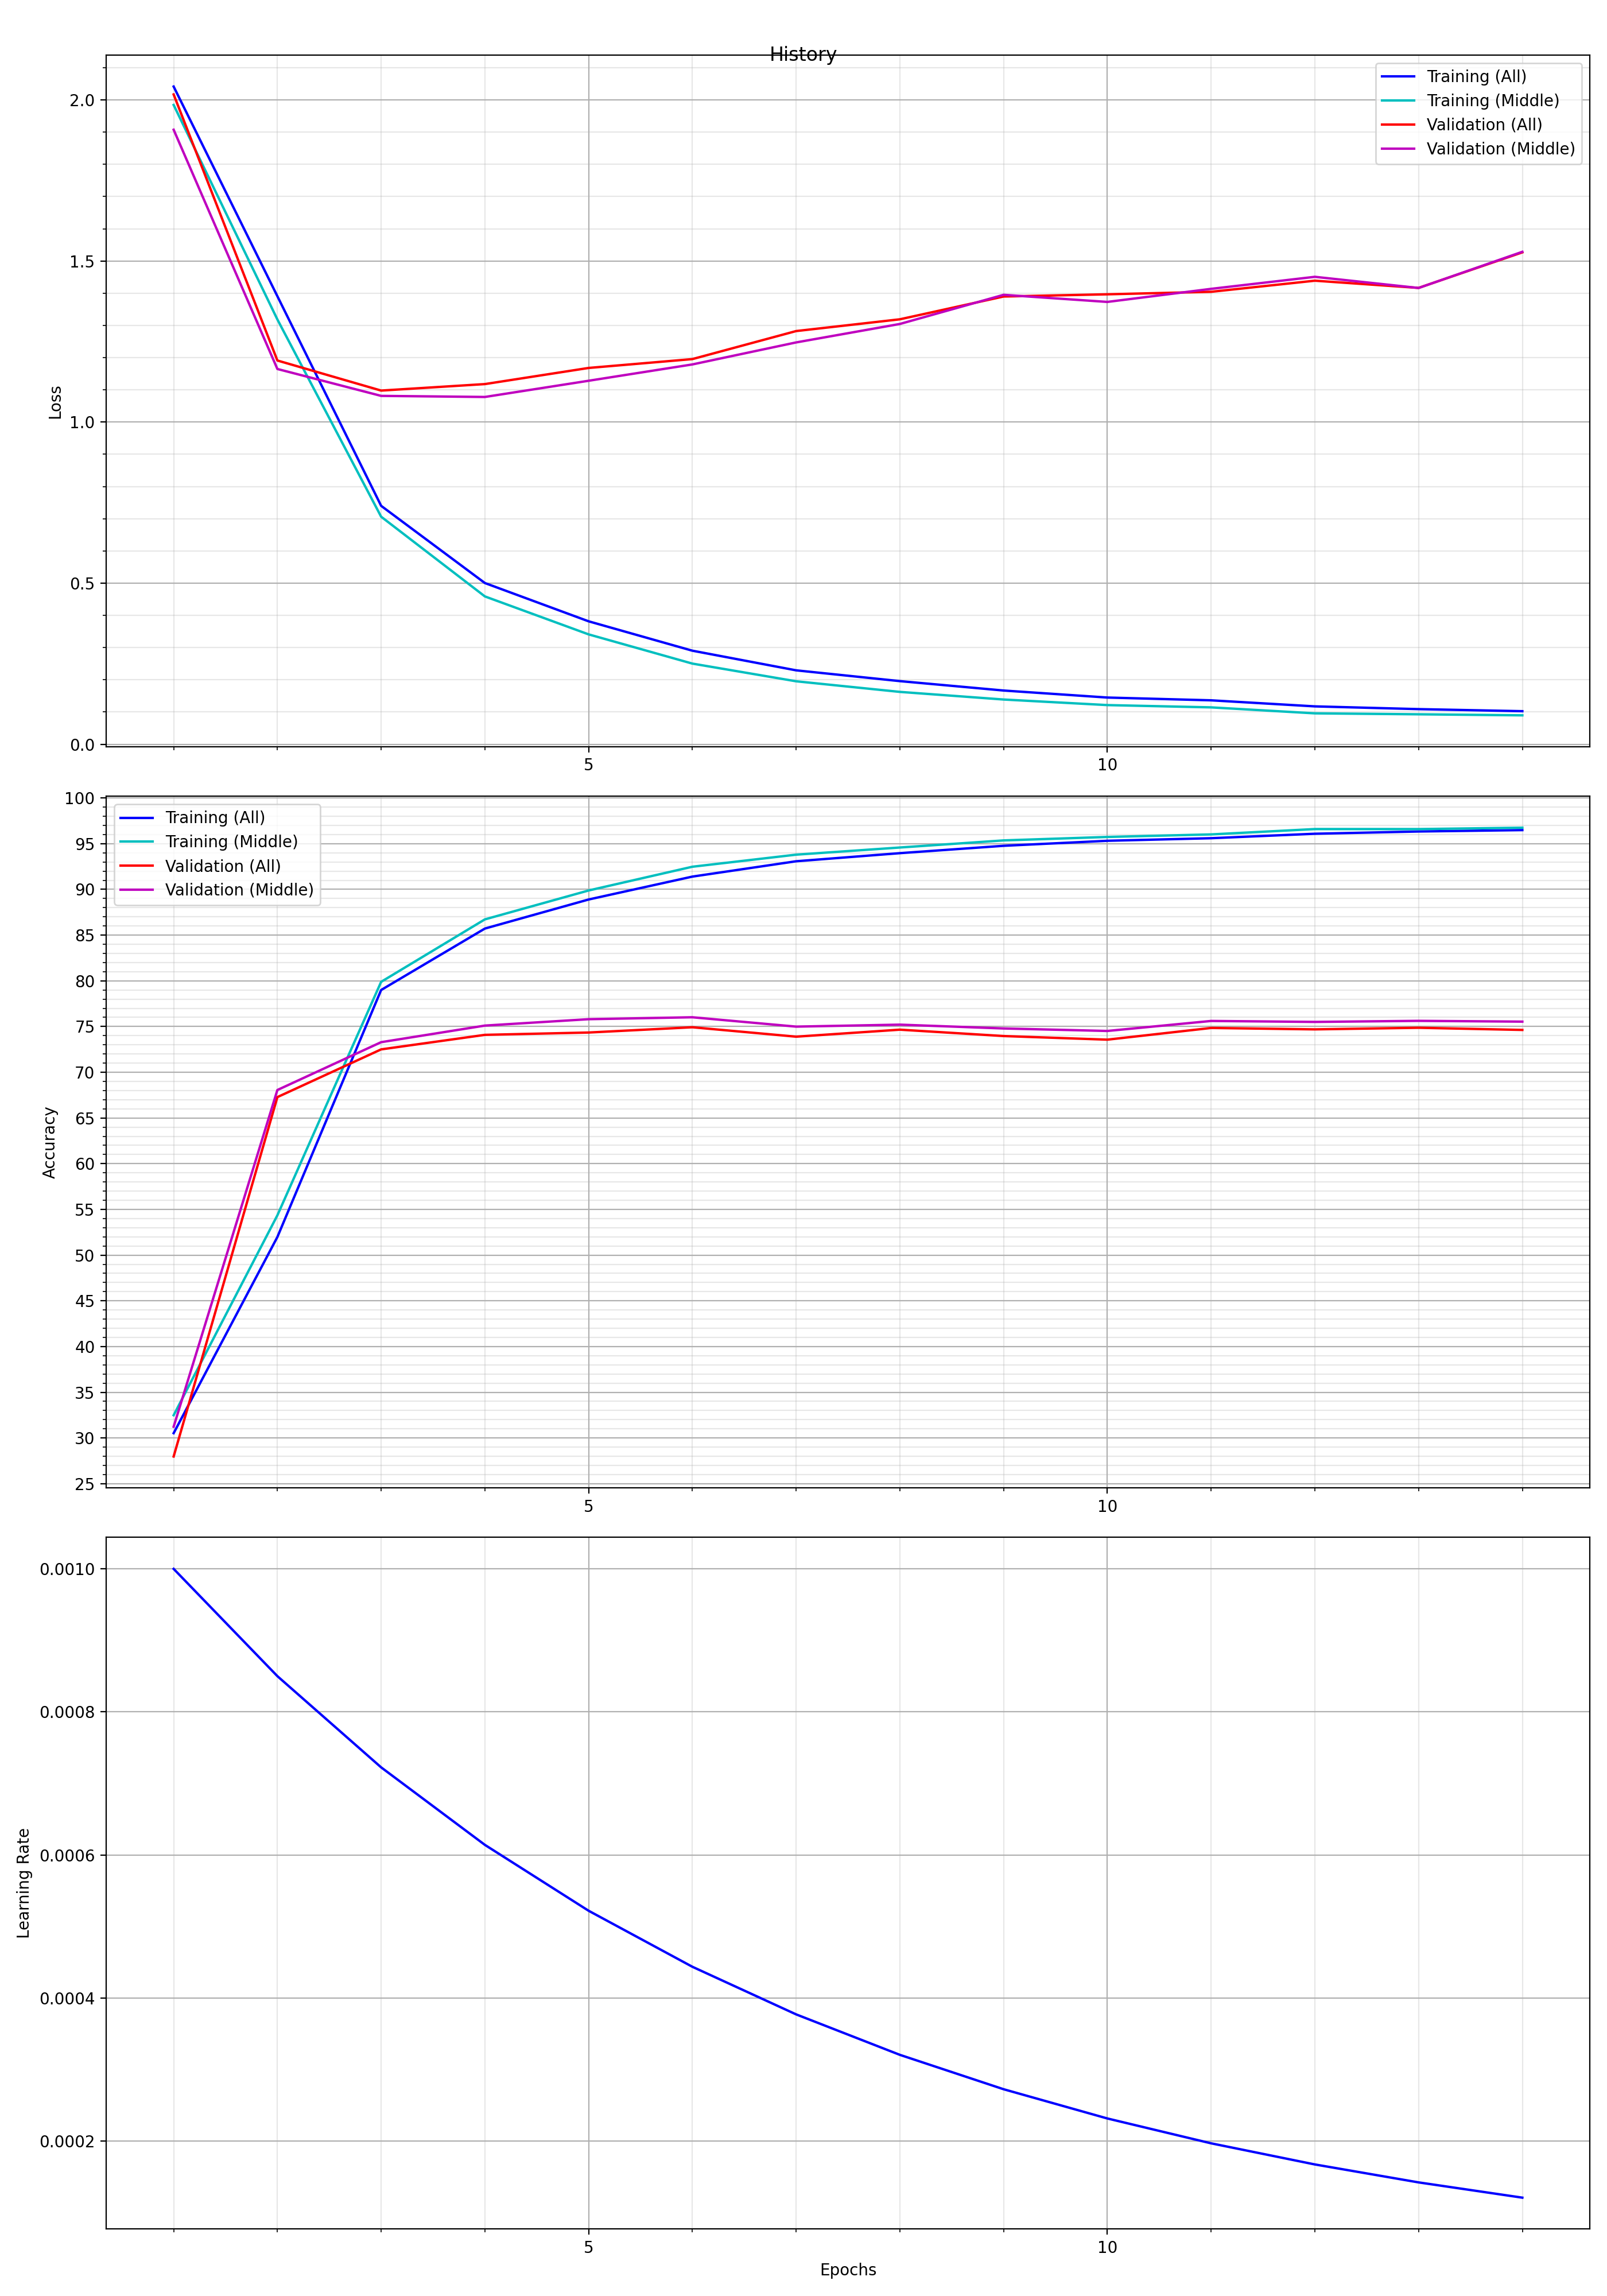 History
Training (All)
Training (Middle)
Validation (All)
Validation (Middle)
2.0
1.5
1.0
0.5
0.0
Loss
5 10
Training (All)
Training (Middle)
Validation (All)
Validation (Middle)
100
95
90
85
80
75
70
65
60
55
50
45
40
35
30
25
Accuracy
5 10
0.0010
0.0008
0.0006
0.0004
0.0002
Learning Rate
5 10
Epochs